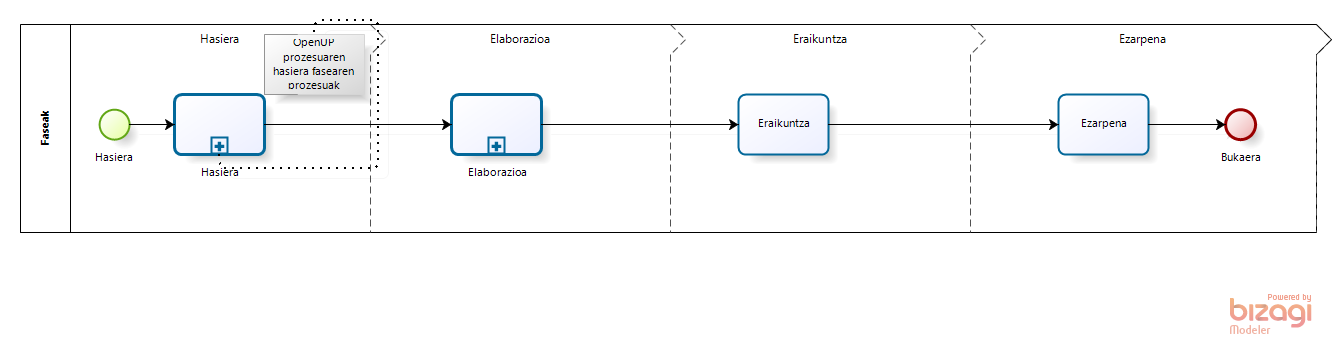 Faseak
Hasiera
Elaborazioa
Eraikuntza
Ezarpena
OpenUP
prozesuaren
hasiera fasearen
prozesuak
Hasiera
Hasiera
Elaborazioa
Eraikuntza
Ezarpena
Bukaera
Powered by
bizagi
Modeler